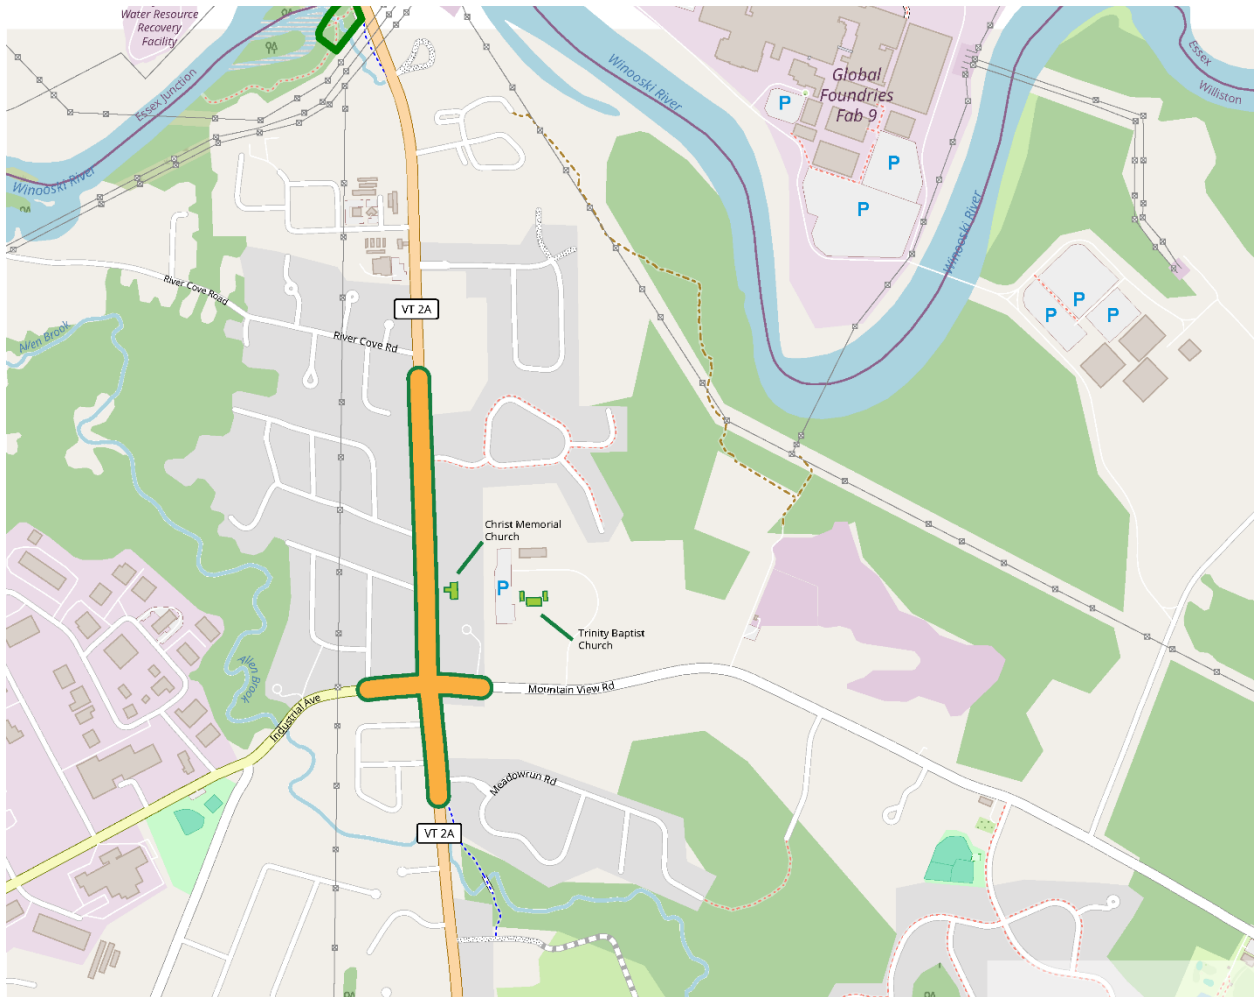 Water Resource
Recovery
Facility
Essex Junction
Winooski River
Winooski River
Global
Foundries
Fab 9
P
P
P
Essex
Williston
Winooski River
River Cove Road
Allen Brook
VT 2A
River Cove Rd
P
P
P
Christ Memorial
Church
P
Trinity Baptist
Church
Allen Brook
Mountain View Rd
Industrial Ave
Meadowrun Rd
VT 2A